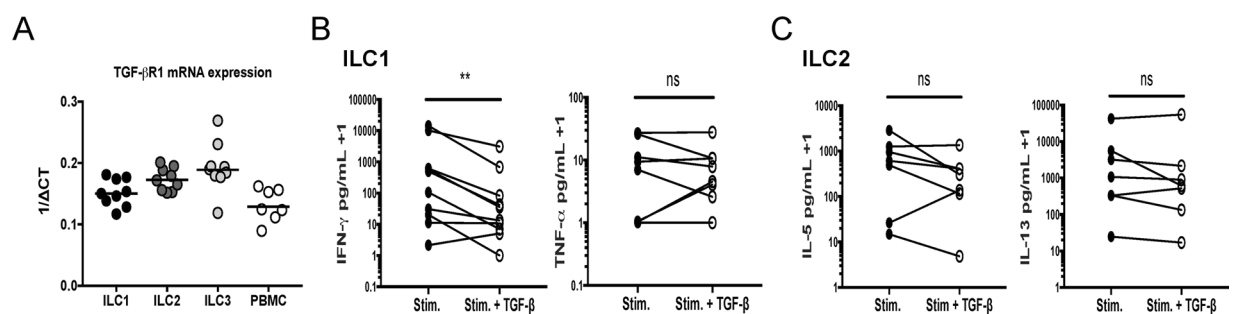 A
TGF-βR1 mRNA expression
1/ΔCT
0.3
0.2
0.1
0.0
ILC1 ILC2 ILC3 PBMC
B
ILC1
**
IFN-γ pg/mL +1
100000
10000
1000
100
10
1
0.1
Stim. Stim. + TGF-β
ns
TNF-α pg/mL +1
100
10
1
0.1
Stim. Stim. + TGF-β
C
ILC2
ns
IL-5 pg/mL +1
10000
1000
100
10
1
Stim. Stim + TGF-β
ns
IL-13 pg/mL +1
100000
10000
1000
100
10
1
Stim. Stim. + TGF-β